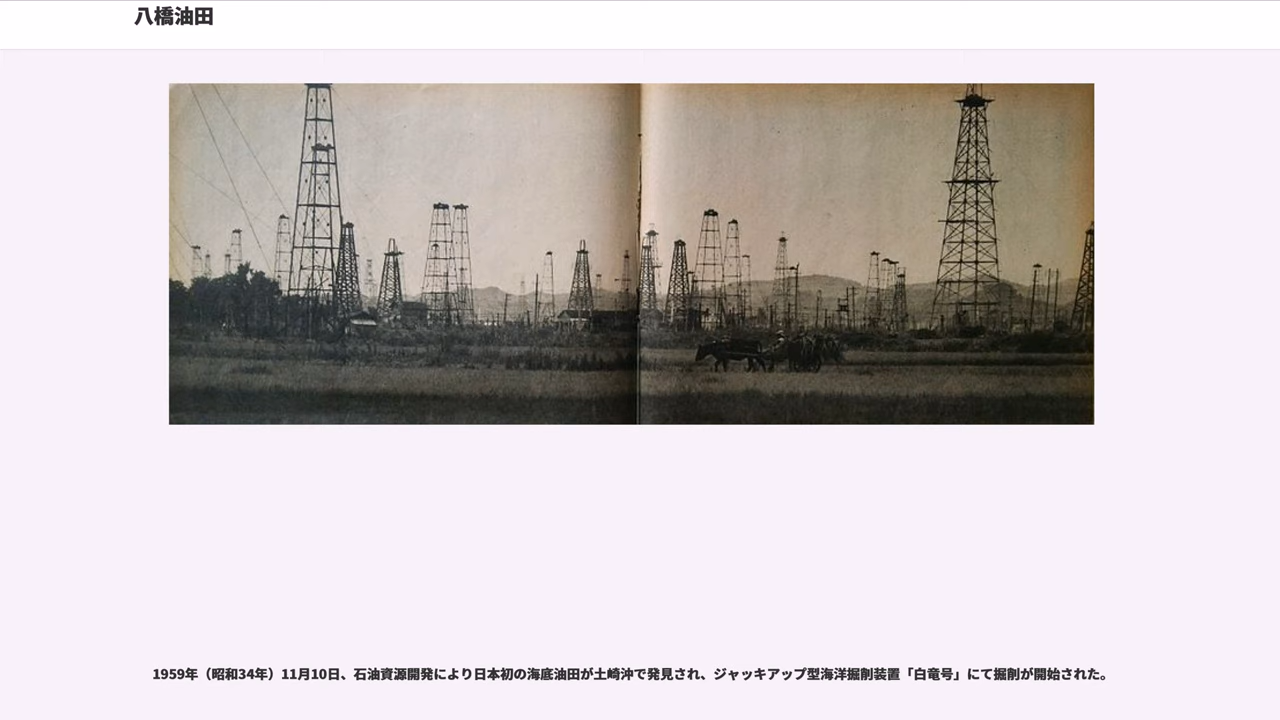 八橋油田
1959年（昭和34年）11月10日、石油資源開発により日本初の海底油田が土崎沖で発見され、ジャッキアップ型海洋掘削装置「白竜号」にて掘削が開始された。